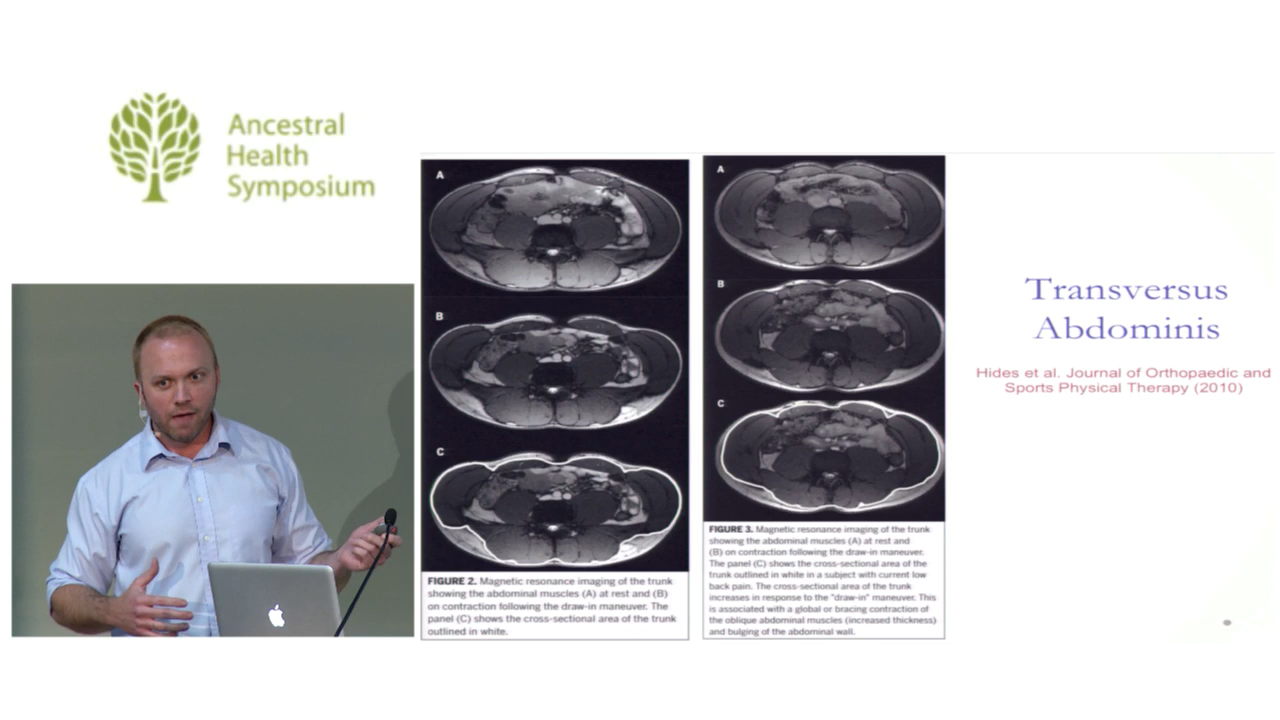 Ancestral
Health
Symposium
A
B
C
FIGURE 2. Magnetic resonance imaging of the trunk
showing the abdominal muscles (A) at rest and (B)
on contraction following the draw-in maneuver. The
panel (C) shows the cross-sectional area of the trunk
outlined in white.
A
B
C
FIGURE 3. Magnetic resonance imaging of the trunk
showing the abdominal muscles (A) at rest and
(B) on contraction following the draw-in maneuver.
The panel (C) shows the cross-sectional area of the
trunk outlined in white in a subject with current low
back pain. The cross-sectional area of the trunk
increases in response to the "draw-in" maneuver. This
is associated with a global or bracing contraction of
the oblique abdominal muscles (increased thickness)
and bulging of the abdominal wall.
Transversus
Abdominis
Hides et al. Journal of Orthopaedic and
Sports Physical Therapy (2010)